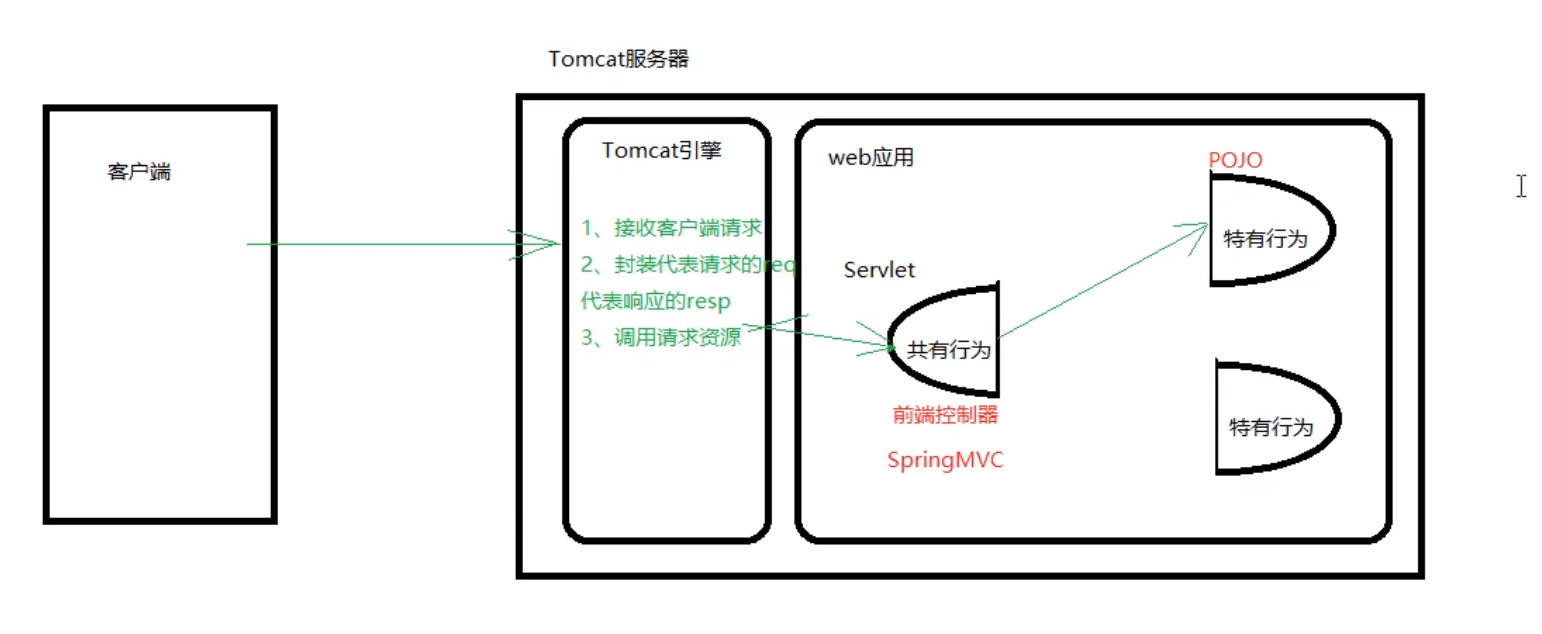 Tomcat服务器
客户端
Tomcat引擎
1、接收客户端请求
2、封装代表请求的req
代表响应的resp
3、调用请求资源
web应用
Servlet
共有行为
前端控制器
SpringMVC
POJO
特有行为
特有行为